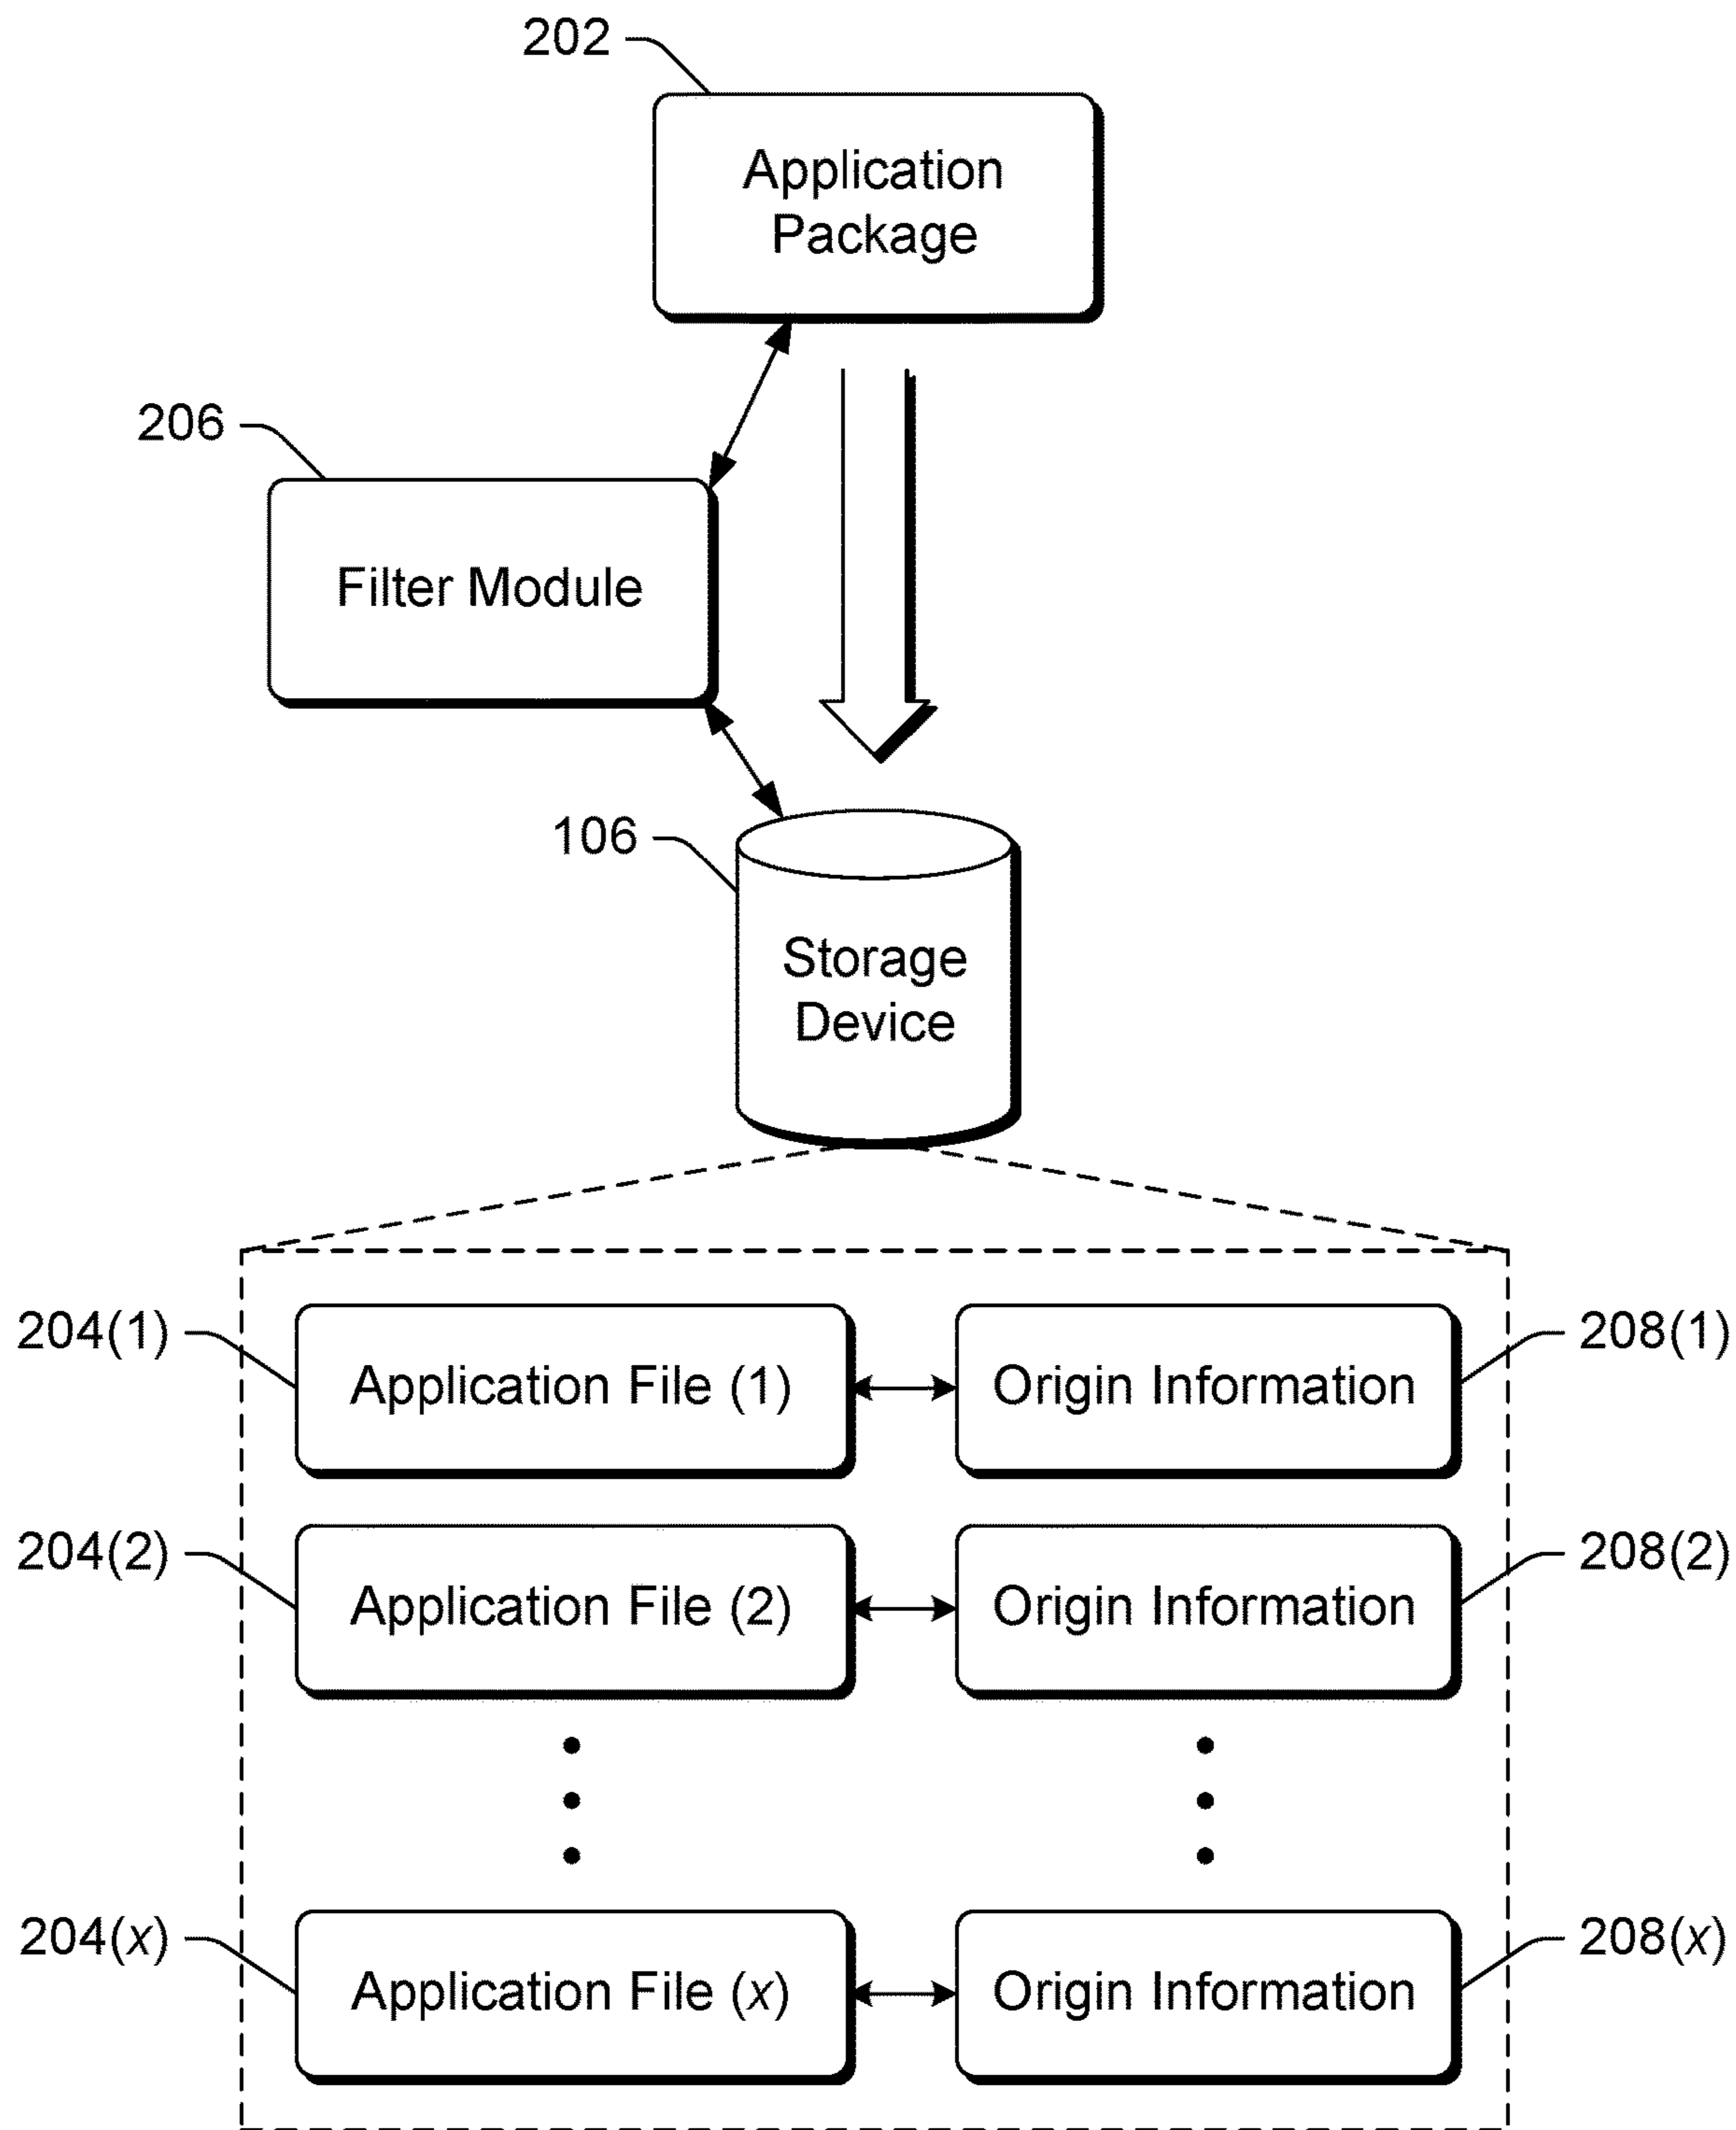 202
Application
Package
206
Filter Module
106
Storage
Device
204(1)
Application File (1)
Origin Information
208(1)
204(2)
Application File (2)
Origin Information
208(2)
204(x)
Application File (x)
Origin Information
208(x)